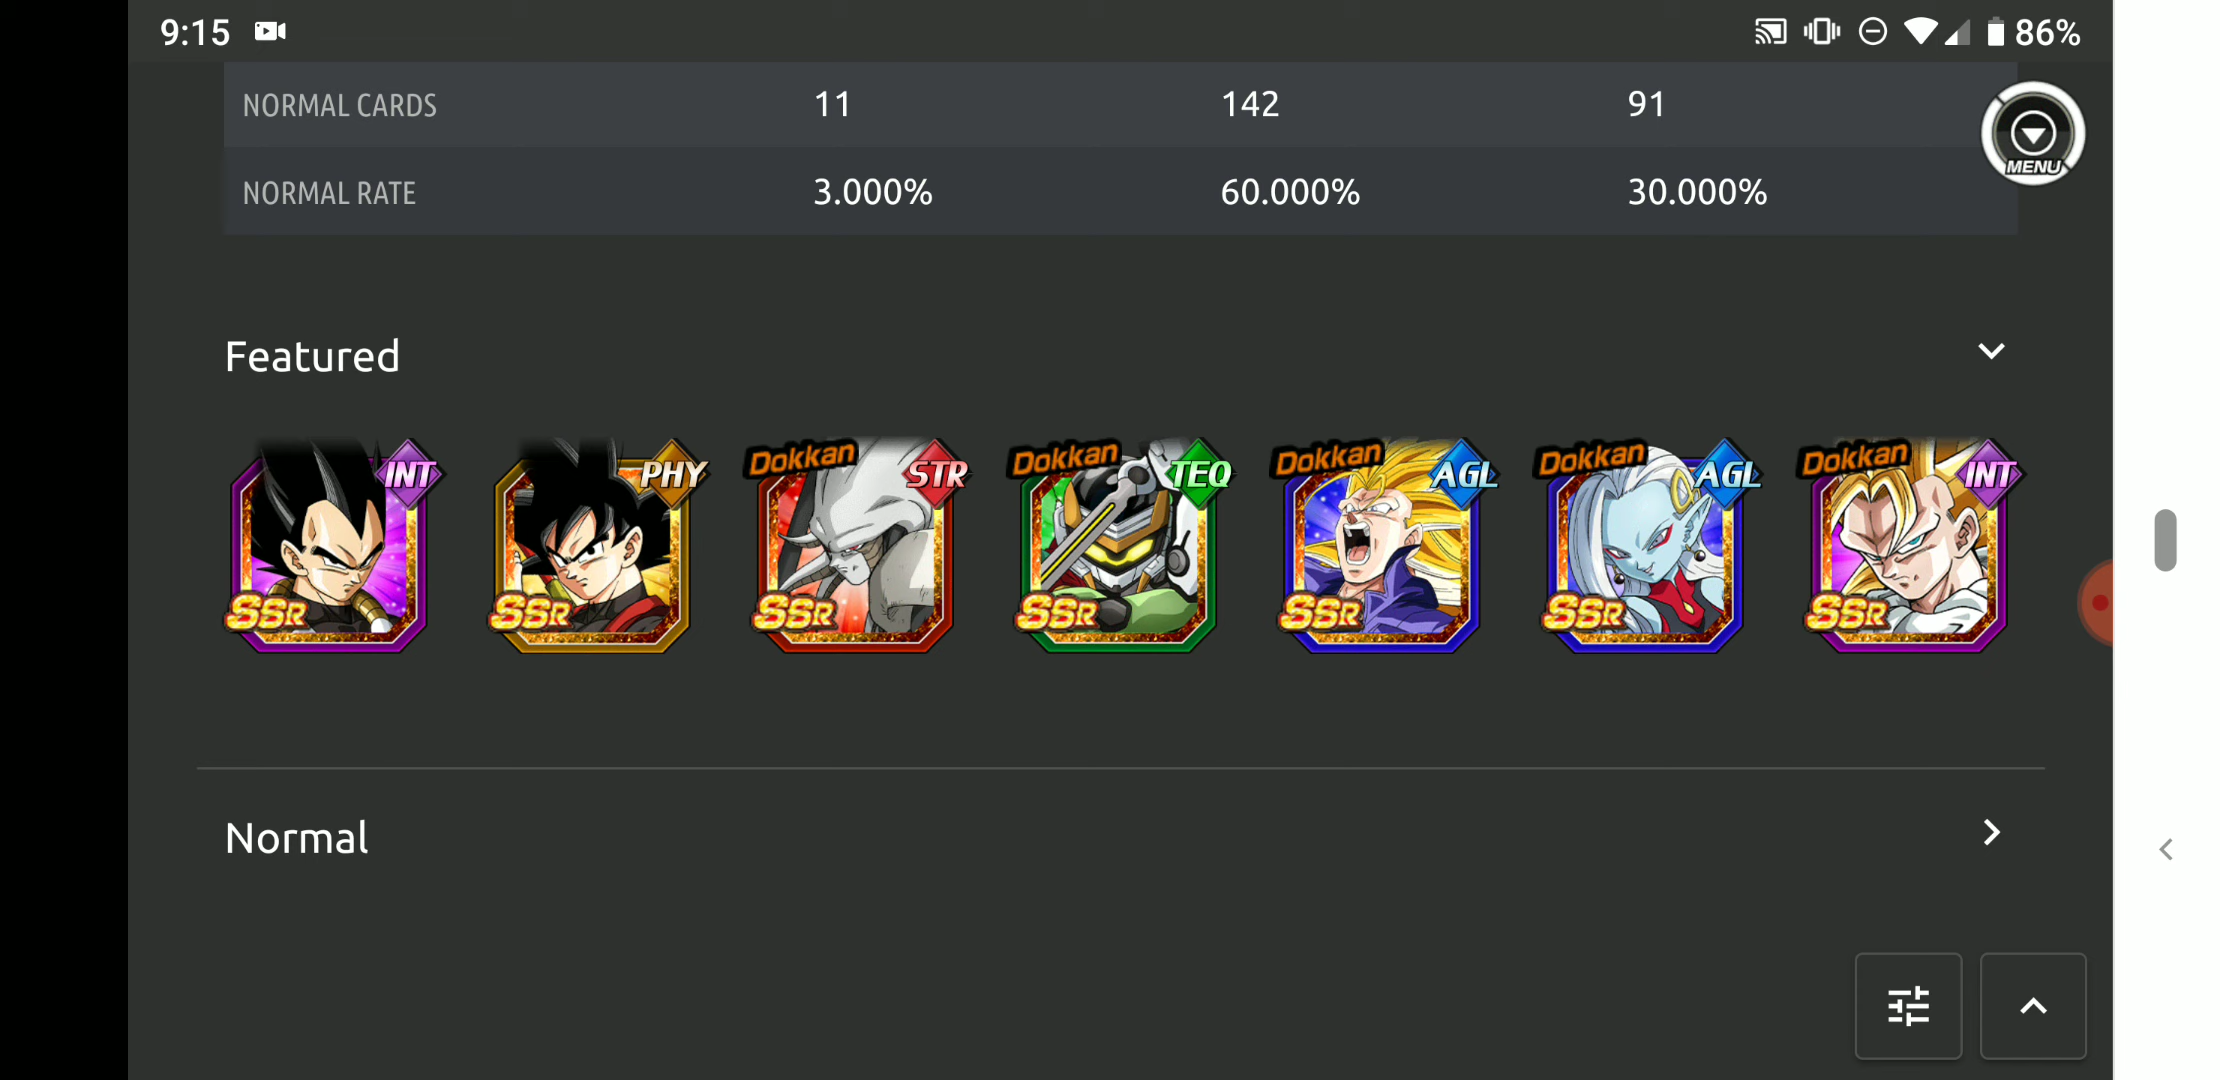 9:15 86%
NORMAL CARDS 11 142 91
MENU
NORMAL RATE 3.000% 60.000% 30.000%
Featured
INT PHY Dokkan STR Dokkan TEQ Dokkan AGL Dokkan AGL Dokkan INT
SSR SSR SSR SSR SSR SSR SSR
Normal